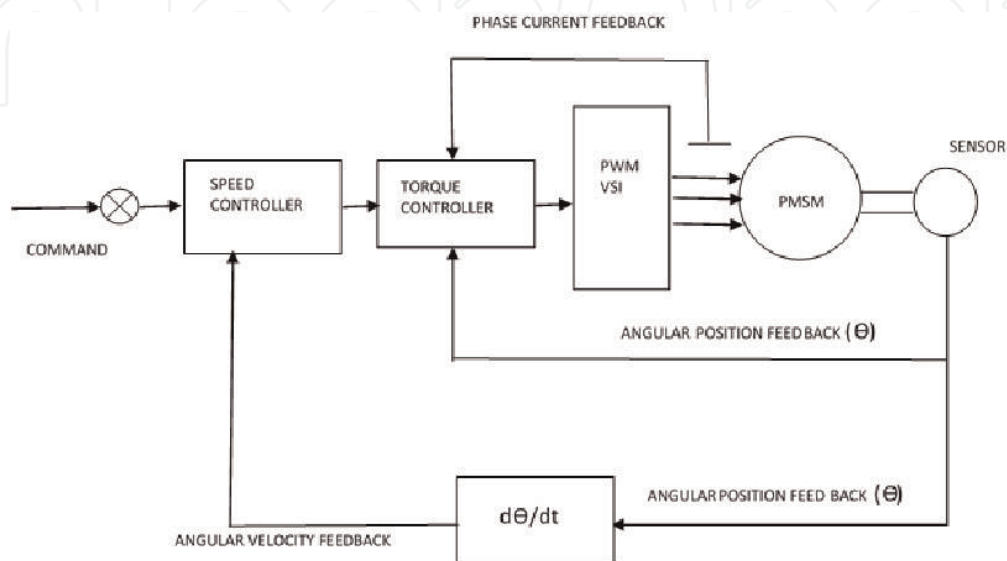 PHASE CURRENT FEEDBACK
SENSOR
SPEED
CONTROLLER
TORQUE
CONTROLLER
PWM
VSI
PMSM
COMMAND
ANGULAR POSITION FEEDBACK (Θ)
ANGULAR POSITION FEED BACK (Θ)
dΘ/dt
ANGULAR VELOCITY FEEDBACK